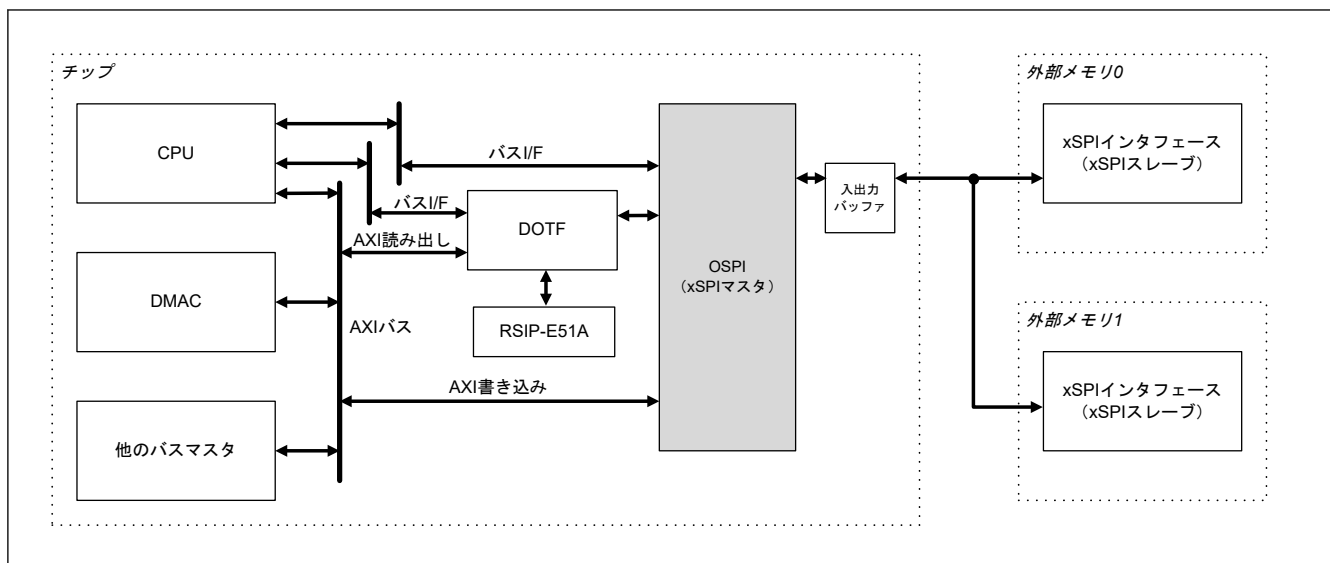 チップ
CPU
DMAC
他のバスマスタ
バスI/F
バスI/F
AXI読み出し
DOTF
RSIP-E51A
AXIバス
AXI書き込み
OSPI
（xSPIマスタ）
入出力
バッファ
外部メモリ0
xSPIインタフェース
（xSPIスレーブ）
外部メモリ1
xSPIインタフェース
（xSPIスレーブ）